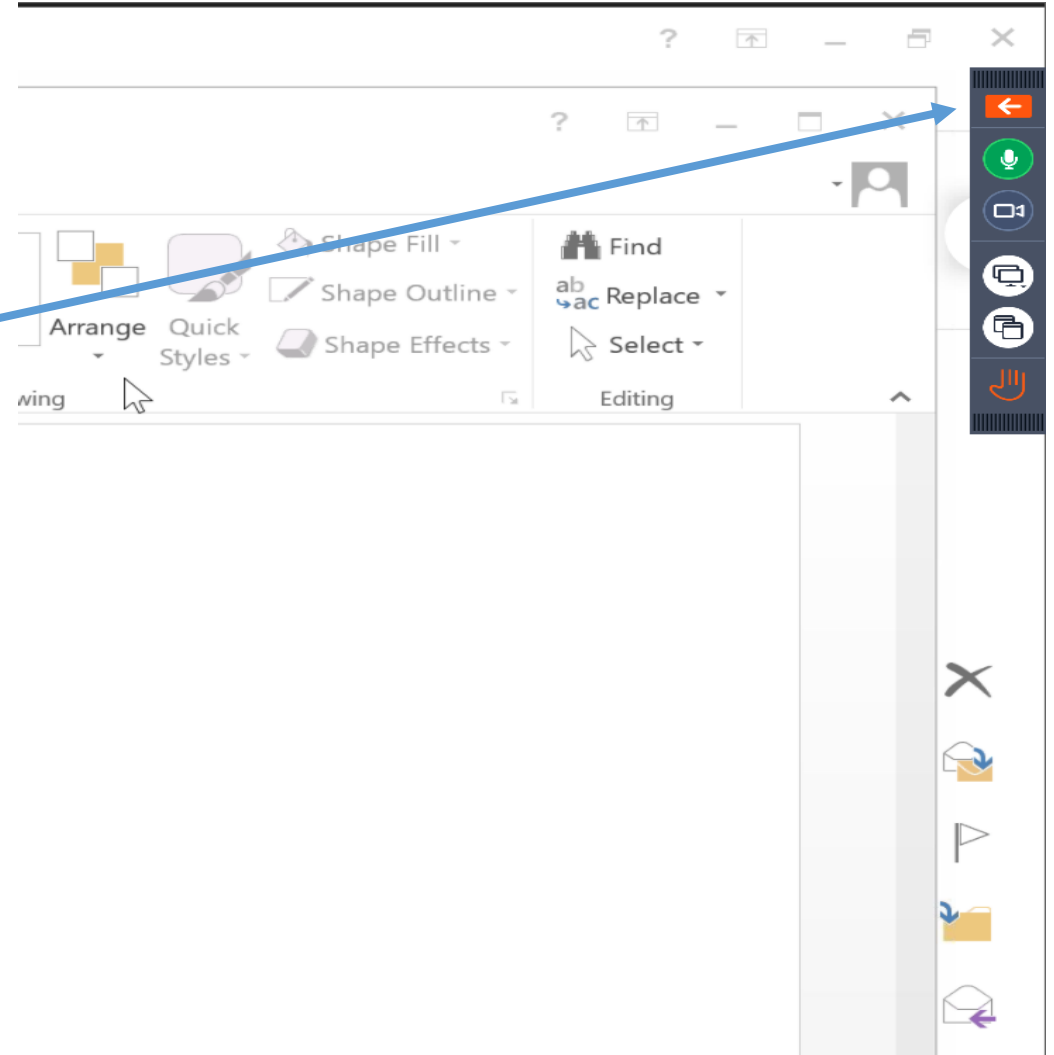 ?
?
Shape Fill
Find
Shape Outline
ab
ac Replace
Arrange
Quick
Styles
Shape Effects
Select
wing
Editing